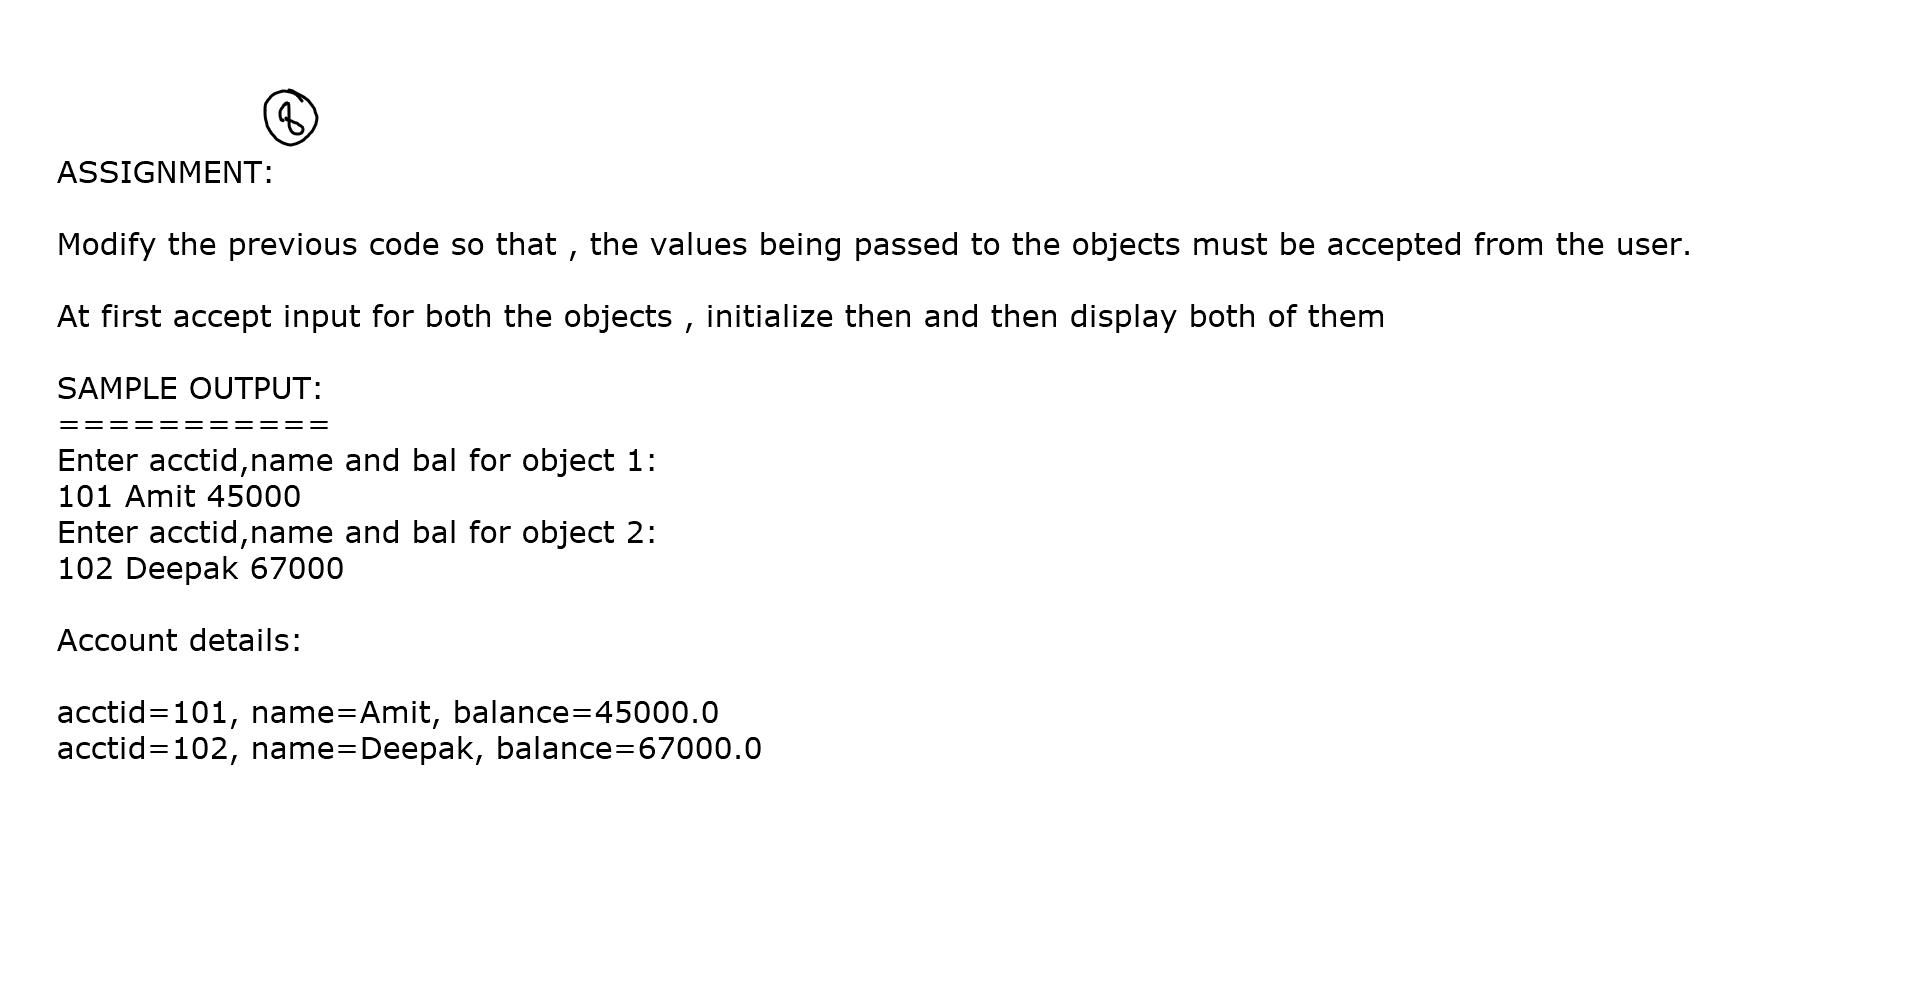 8
ASSIGNMENT:
Modify the previous code so that , the values being passed to the objects must be accepted from the user.
At first accept input for both the objects , initialize then and then display both of them
SAMPLE OUTPUT:
===========
Enter acctid,name and bal for object 1:
101 Amit 45000
Enter acctid,name and bal for object 2:
102 Deepak 67000
Account details:
acctid=101, name=Amit, balance=45000.0
acctid=102, name=Deepak, balance=67000.0